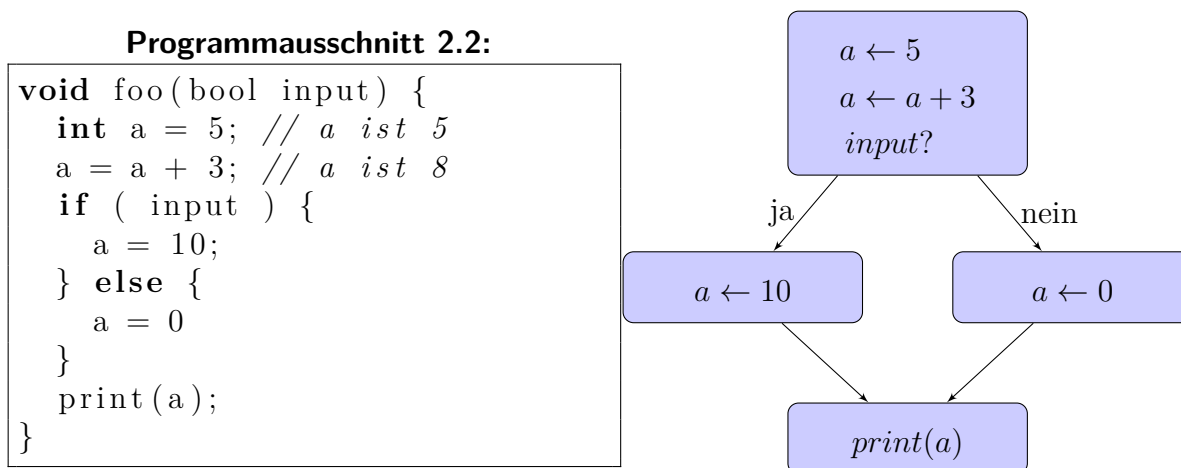 Programmausschnitt 2.2:
void foo(bool input) {
int a = 5; // a ist 5
a = a + 3; // a ist 8
if ( input ) {
a = 10;
} else {
a = 0
}
print(a);
}
a ← 5
a ← a + 3
input?
ja
nein
a ← 10
a ← 0
print(a)